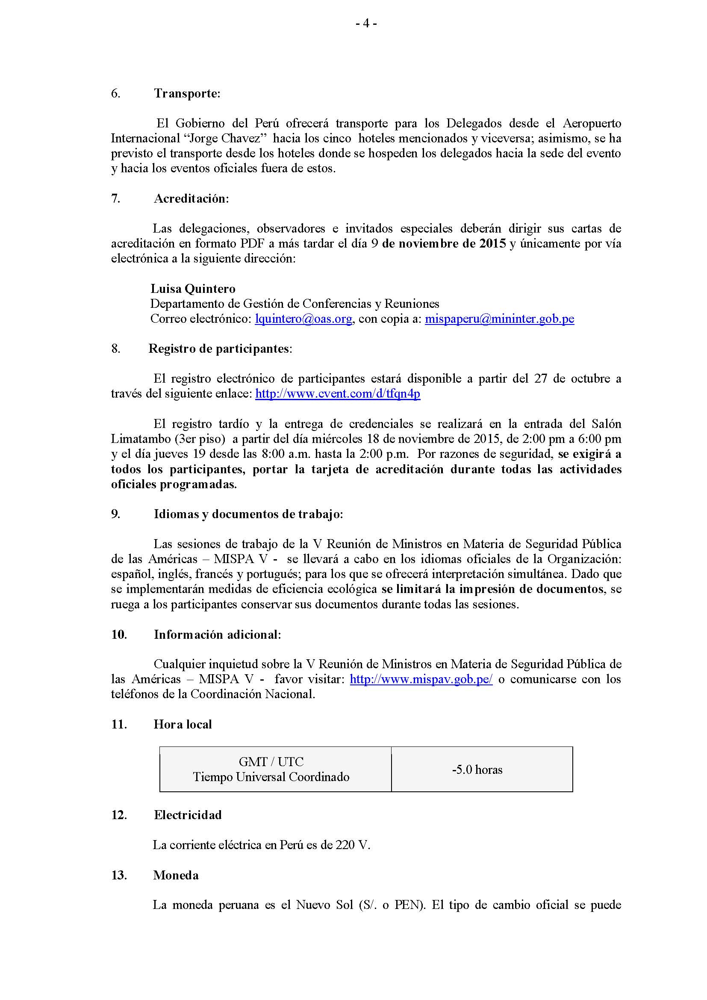 - 4 -
6. Transporte:
El Gobierno del Perú ofrecerá transporte para los Delegados desde el Aeropuerto
Internacional “Jorge Chavez” hacia los cinco hoteles mencionados y viceversa; asimismo, se ha
previsto el transporte desde los hoteles donde se hospeden los delegados hacia la sede del evento
y hacia los eventos oficiales fuera de estos.
7. Acreditación:
Las delegaciones, observadores e invitados especiales deberán dirigir sus cartas de
acreditación en formato PDF a más tardar el día 9 de noviembre de 2015 y únicamente por vía
electrónica a la siguiente dirección:
Luisa Quintero
Departamento de Gestión de Conferencias y Reuniones
Correo electrónico: lquintero@oas.org, con copia a: mispaperu@mininter.gob.pe
8. Registro de participantes:
El registro electrónico de participantes estará disponible a partir del 27 de octubre a
través del siguiente enlace: http://www.cvent.com/d/tfqn4p
El registro tardío y la entrega de credenciales se realizará en la entrada del Salón
Limatambo (3er piso) a partir del día miércoles 18 de noviembre de 2015, de 2:00 pm a 6:00 pm
y el día jueves 19 desde las 8:00 a.m. hasta la 2:00 p.m. Por razones de seguridad, se exigirá a
todos los participantes, portar la tarjeta de acreditación durante todas las actividades
oficiales programadas.
9. Idiomas y documentos de trabajo:
Las sesiones de trabajo de la V Reunión de Ministros en Materia de Seguridad Pública
de las Américas – MISPA V - se llevará a cabo en los idiomas oficiales de la Organización:
español, inglés, francés y portugués; para los que se ofrecerá interpretación simultánea. Dado que
se implementarán medidas de eficiencia ecológica se limitará la impresión de documentos, se
ruega a los participantes conservar sus documentos durante todas las sesiones.
10. Información adicional:
Cualquier inquietud sobre la V Reunión de Ministros en Materia de Seguridad Pública de
las Américas – MISPA V - favor visitar: http://www.mispav.gob.pe/ o comunicarse con los
teléfonos de la Coordinación Nacional.
11. Hora local
GMT / UTC
Tiempo Universal Coordinado
-5.0 horas
12. Electricidad
La corriente eléctrica en Perú es de 220 V.
13. Moneda
La moneda peruana es el Nuevo Sol (S/. o PEN). El tipo de cambio oficial se puede